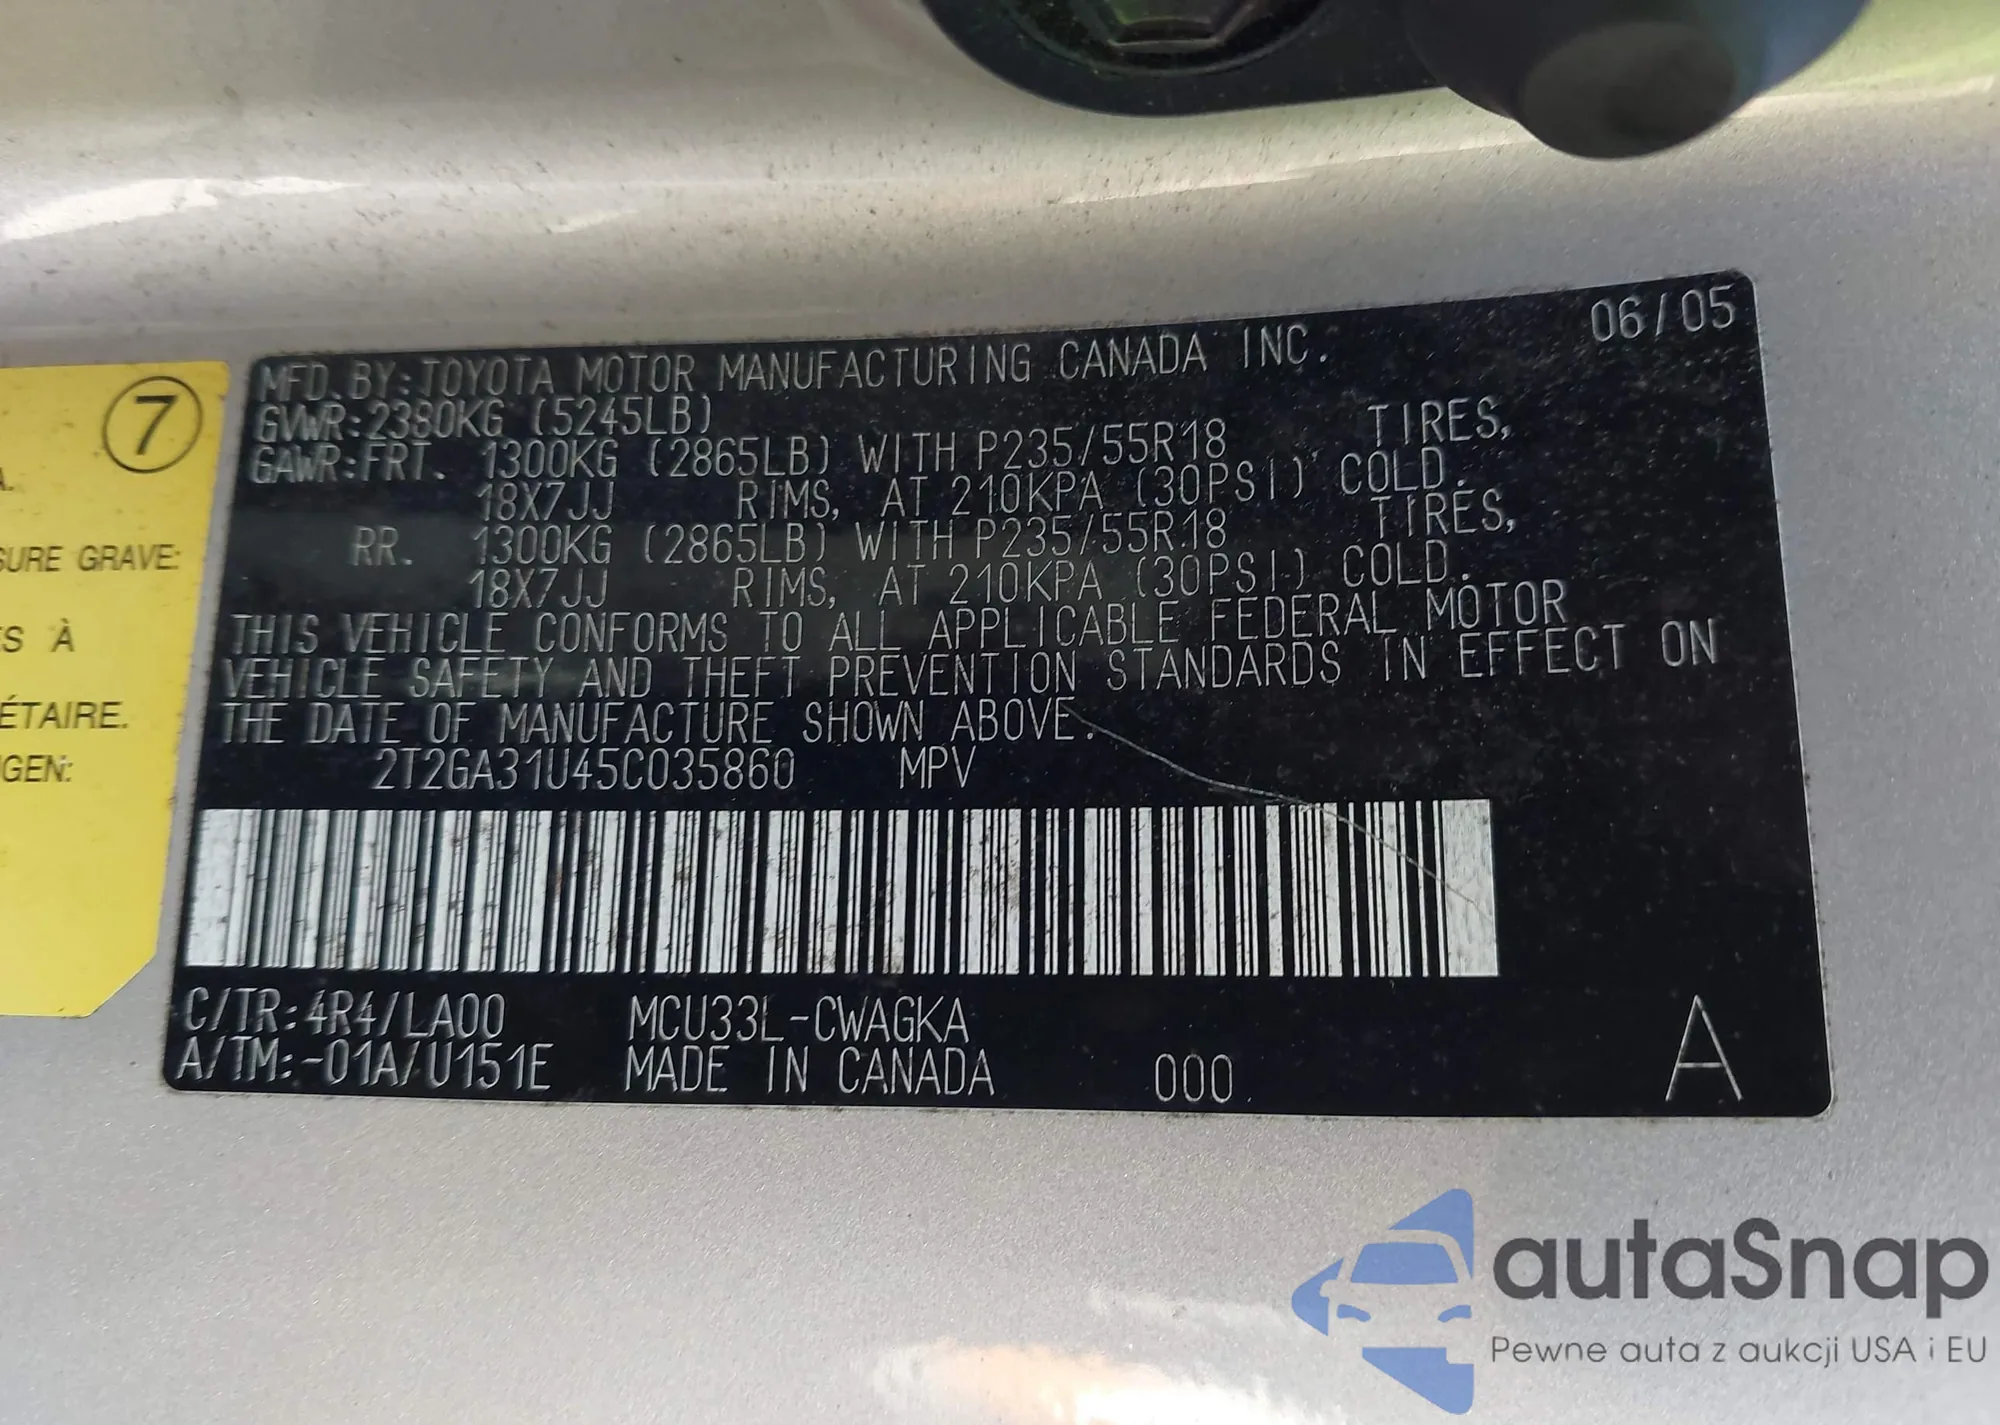 06/05
MFD.BY:TOYOTA MOTOR MANUFACTURING CANADA INC.
GVWR:2380KG (5245LB)
GAWR:FRT. 1300KG (2865LB) WITH P235/55R18 TIRES,
18X7JJ RIMS, AT 210KPA (30PSI) COLD.
RR. 1300KG (2865LB) WITH P235/55R18 TIRES,
18X7JJ RIMS, AT 210KPA (30PSI) COLD.
THIS VEHICLE CONFORMS TO ALL APPLICABLE FEDERAL MOTOR
VEHICLE SAFETY AND THEFT PREVENTION STANDARDS IN EFFECT ON
THE DATE OF MANUFACTURE SHOWN ABOVE.
2T2GA31U45C035860 MPV
C/TR:4R4/LA00 MCU33L-CWAGKA
A/TM:-01A/U151E MADE IN CANADA 000 A
7
SURE GRAVE:
À
ÉTAIRE.
autaSnap
Pewne auta z aukcji USA i EU